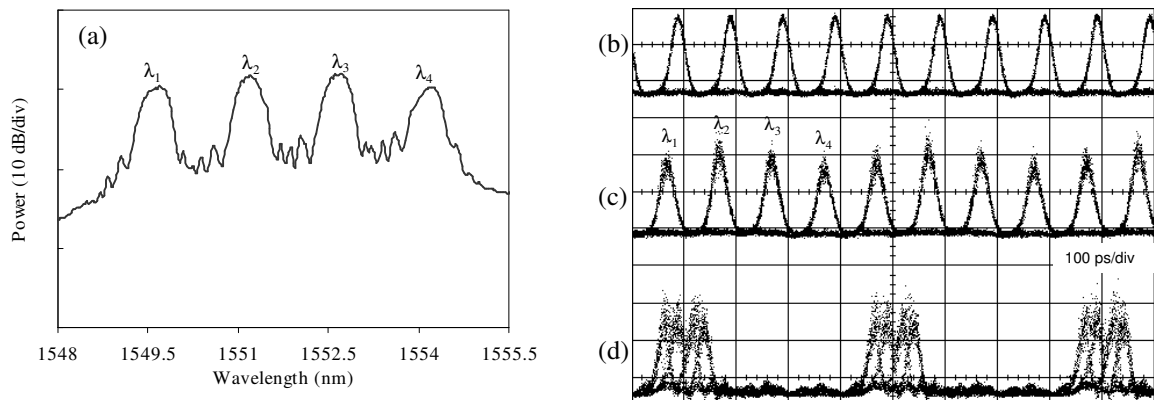 (a)
λ1 λ2 λ3 λ4
Power (10 dB/div)
1548 1549.5 1551 1552.5 1554 1555.5
Wavelength (nm)
(b)
λ1 λ2 λ3 λ4
(c)
100 ps/div
(d)